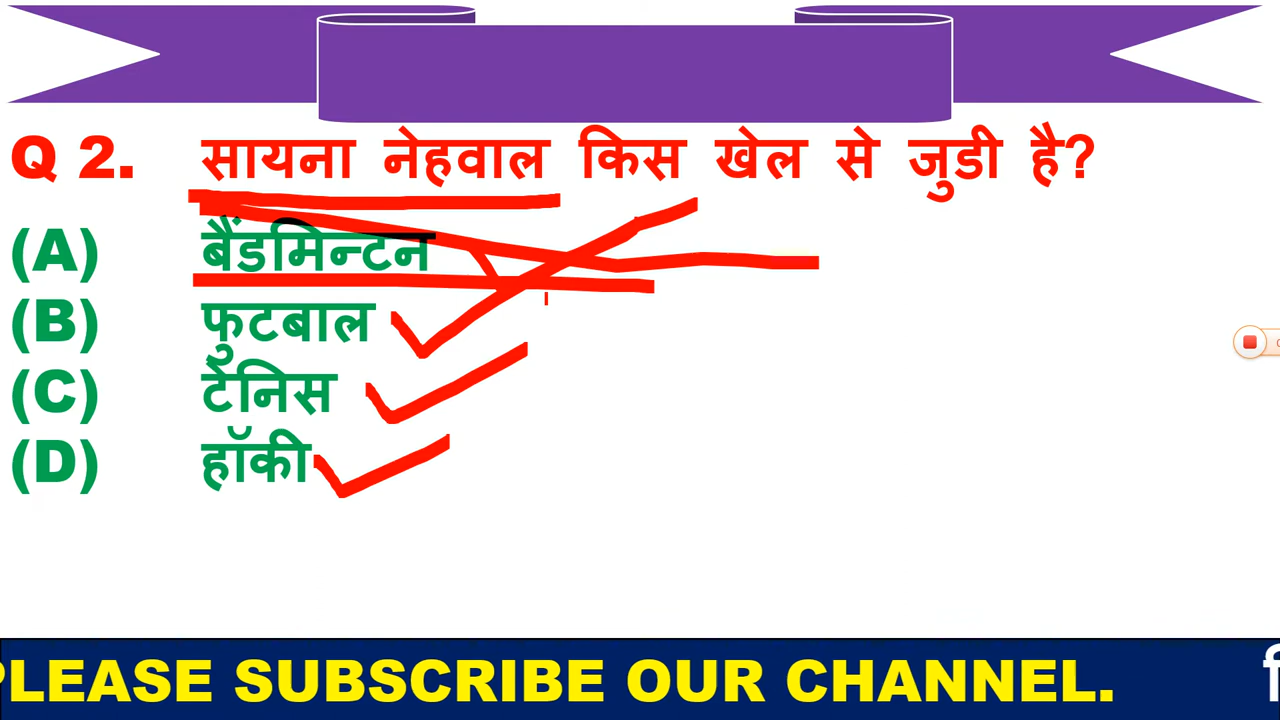 Q 2. सायना नेहवाल किस खेल से जुडी है?
(A) बैंडमिन्टन
(B) फुटबाल
(C) टेनिस
(D) हॉकी
PLEASE SUBSCRIBE OUR CHANNEL.